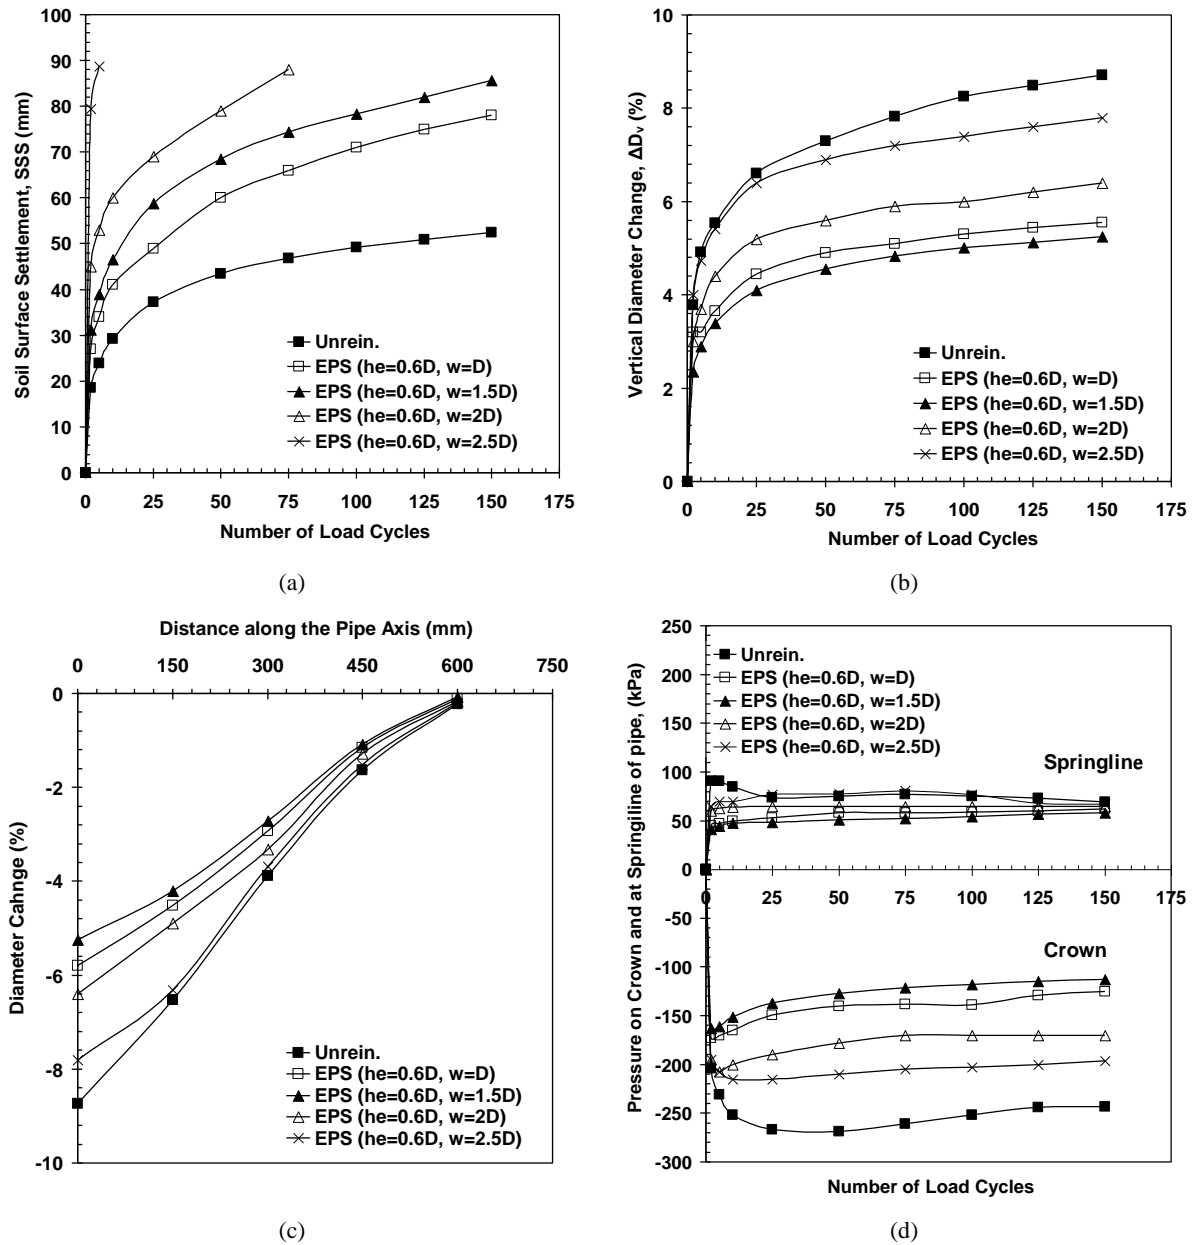 100
90
80
70
60
50
40
30
20
10
0
Soil Surface Settlement, SSS (mm)
Unrein.
EPS (he=0.6D, w=D)
EPS (he=0.6D, w=1.5D)
EPS (he=0.6D, w=2D)
EPS (he=0.6D, w=2.5D)
0 25 50 75 100 125 150 175
Number of Load Cycles
(a)
10
8
6
4
2
0
Vertical Diameter Change, ΔDv (%)
Unrein.
EPS (he=0.6D, w=D)
EPS (he=0.6D, w=1.5D)
EPS (he=0.6D, w=2D)
EPS (he=0.6D, w=2.5D)
0 25 50 75 100 125 150 175
Number of Load Cycles
(b)
Distance along the Pipe Axis (mm)
0 150 300 450 600 750
0
-2
-4
-6
-8
-10
Diameter Cahnge (%)
Unrein.
EPS (he=0.6D, w=D)
EPS (he=0.6D, w=1.5D)
EPS (he=0.6D, w=2D)
EPS (he=0.6D, w=2.5D)
(c)
250
200
150
100
50
0
-50
-100
-150
-200
-250
-300
Pressure on Crown and at Springline of pipe, (kPa)
Unrein.
EPS (he=0.6D, w=D)
EPS (he=0.6D, w=1.5D)
EPS (he=0.6D, w=2D)
EPS (he=0.6D, w=2.5D)
Springline
0 25 50 75 100 125 150 175
Crown
Number of Load Cycles
(d)